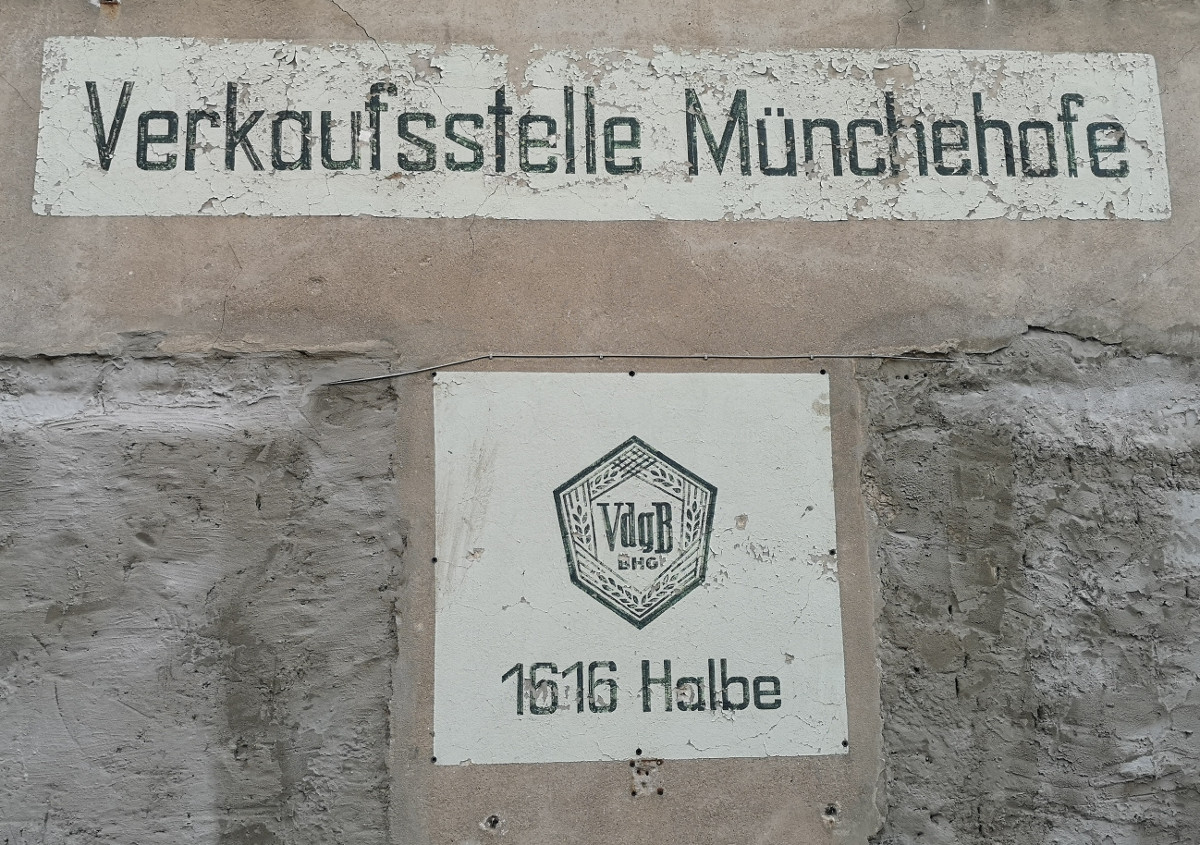 Verkaufsstelle Münchehofe
VdgB
BHG
1616 Halbe